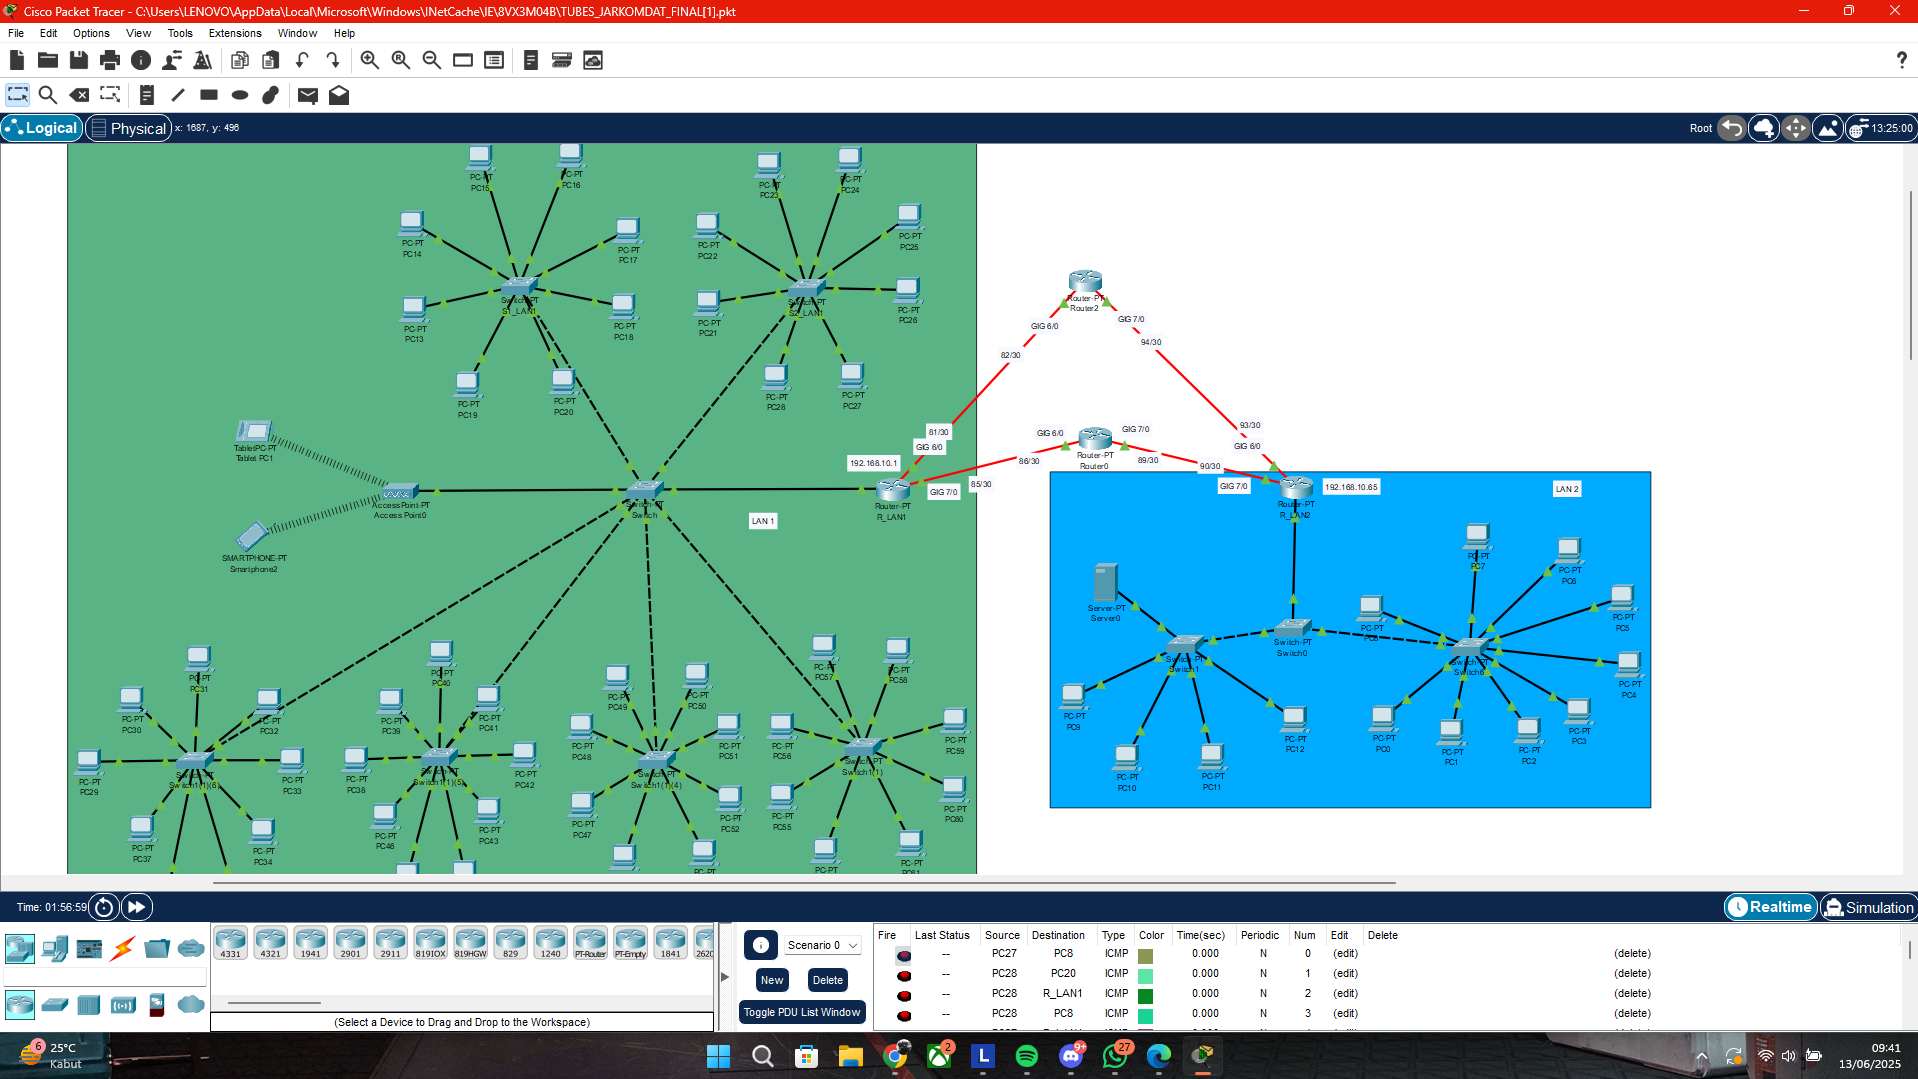 Cisco Packet Tracer - C:\Users\LENOVO\AppData\Local\Microsoft\Windows\INetCache\IE\8VX3M04B\TUBES_JARKOMDAT_FINAL[1].pkt
File Edit Options View Tools Extensions Window Help
Logical Physical x: 1687, y: 496 Root 13:25:00
PC-PT
PC15
PC-PT
PC16
PC-PT
PC23
PC-PT
PC24
PC-PT
PC14
PC-PT
PC17
PC-PT
PC22
PC-PT
PC25
Switch-PT
S1_LAN1
Switch-PT
S2_LAN1
PC-PT
PC13
PC-PT
PC18
PC-PT
PC21
PC-PT
PC26
PC-PT
PC19
PC-PT
PC20
PC-PT
PC28
PC-PT
PC27
Router-PT
Router2
GIG 6/0
GIG 7/0
82/30
94/30
81/30
GIG 6/0
93/30
GIG 6/0
TabletPC-PT
Tablet PC1
AccessPoint-PT
Access Point0
SMARTPHONE-PT
Smartphone2
Switch-PT
Switch
192.168.10.1
Router-PT
R_LAN1
GIG 7/0
85/30
86/30
GIG 6/0
GIG 7/0
Router-PT
Router0
89/30
90/30
GIG 7/0
Router-PT
R_LAN2
192.168.10.65
LAN 1
LAN 2
Server-PT
Server0
Switch-PT
Switch1
Switch-PT
Switch0
Switch-PT
Switch6
PC-PT
PC7
PC-PT
PC6
PC-PT
PC5
PC-PT
PC8
PC-PT
PC4
PC-PT
PC3
PC-PT
PC2
PC-PT
PC1
PC-PT
PC0
PC-PT
PC9
PC-PT
PC10
PC-PT
PC11
PC-PT
PC12
PC-PT
PC31
PC-PT
PC30
PC-PT
PC32
PC-PT
PC29
Switch-PT
Switch1(1)(6)
PC-PT
PC33
PC-PT
PC37
PC-PT
PC34
PC-PT
PC40
PC-PT
PC39
PC-PT
PC41
PC-PT
PC38
Switch-PT
Switch1(1)(5)
PC-PT
PC42
PC-PT
PC46
PC-PT
PC43
PC-PT
PC49
PC-PT
PC50
PC-PT
PC48
PC-PT
PC51
Switch-PT
Switch1(1)(4)
PC-PT
PC47
PC-PT
PC52
PC-PT
PC57
PC-PT
PC58
PC-PT
PC56
PC-PT
PC59
Switch-PT
Switch1(1)
PC-PT
PC55
PC-PT
PC60
PC-PT
PC-PT
PC-PT
PC61
Time: 01:56:59 Realtime Simulation
4331 4321 1941 2901 2911 819IOX 819HGW 829 1240 PT-Router PT-Empty 1841 2620
(Select a Device to Drag and Drop to the Workspace)
Scenario 0
New Delete
Toggle PDU List Window
Fire Last Status Source Destination Type Color Time(sec) Periodic Num Edit Delete
-- PC27 PC8 ICMP 0.000 N 0 (edit) (delete)
-- PC28 PC20 ICMP 0.000 N 1 (edit) (delete)
-- PC28 R_LAN1 ICMP 0.000 N 2 (edit) (delete)
-- PC28 PC8 ICMP 0.000 N 3 (edit) (delete)
6 25°C
Kabut
2 L 9+ 27
09:41
13/06/2025